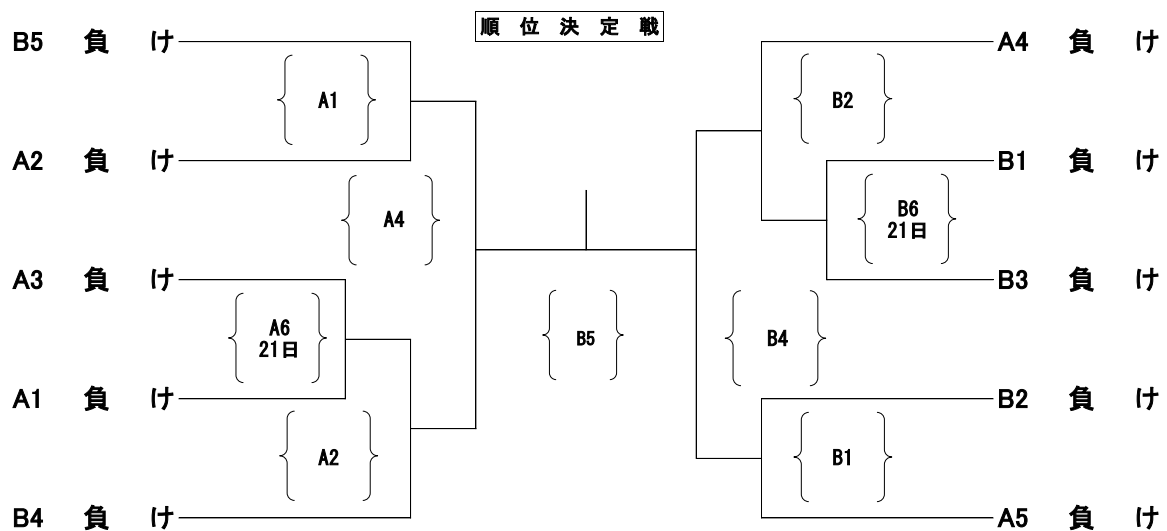 順位決定戦
B5 負け
A4 負け
A1
B2
A2 負け
B1 負け
A4
B6
21日
A3 負け
B3 負け
A6
21日
B5
B4
A1 負け
B2 負け
A2
B1
B4 負け
A5 負け